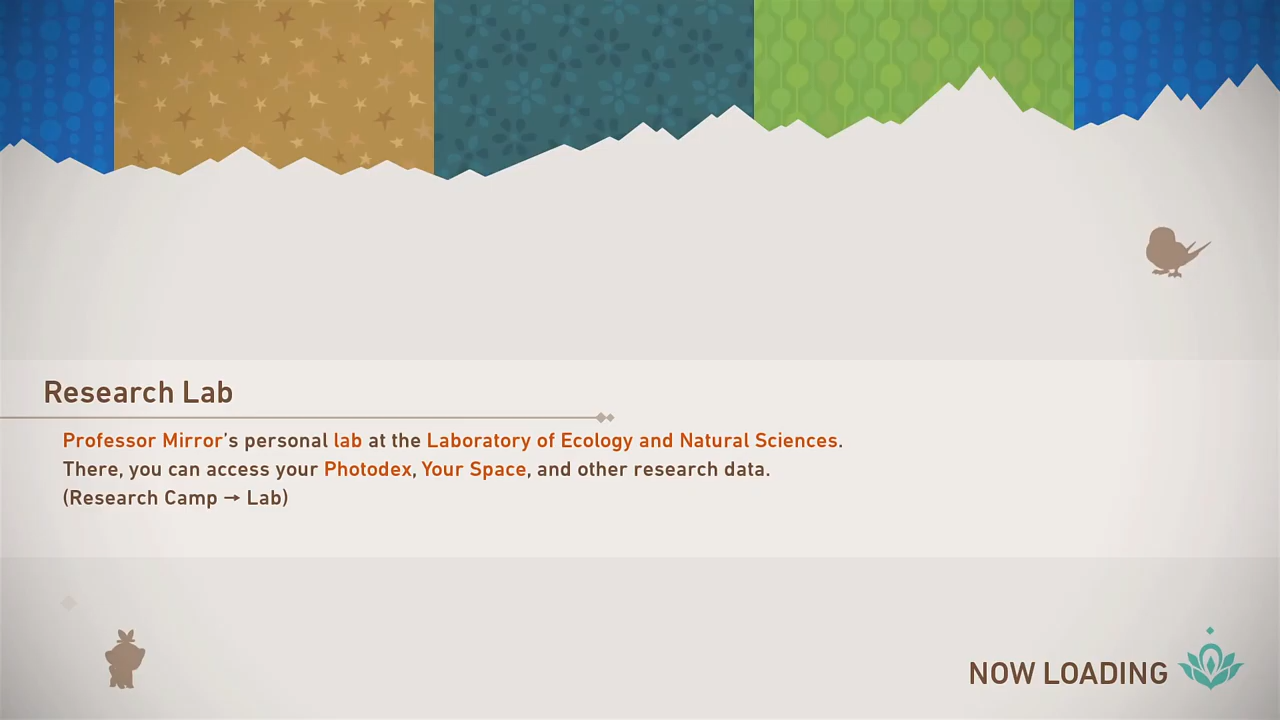 Research Lab
Professor Mirror's personal lab at the Laboratory of Ecology and Natural Sciences.
There, you can access your Photodex, Your Space, and other research data.
(Research Camp → Lab)
NOW LOADING